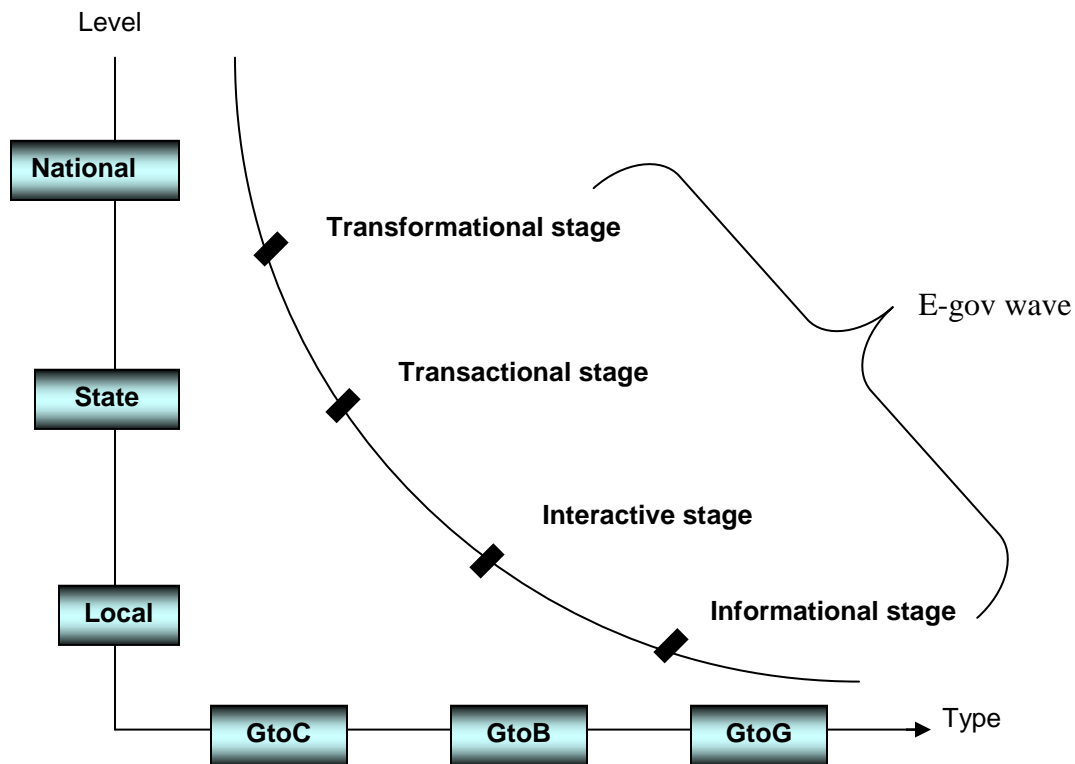 Level
National
Transformational stage
E-gov wave
Transactional stage
State
Interactive stage
Local
Informational stage
GtoC
GtoB
GtoG
Type